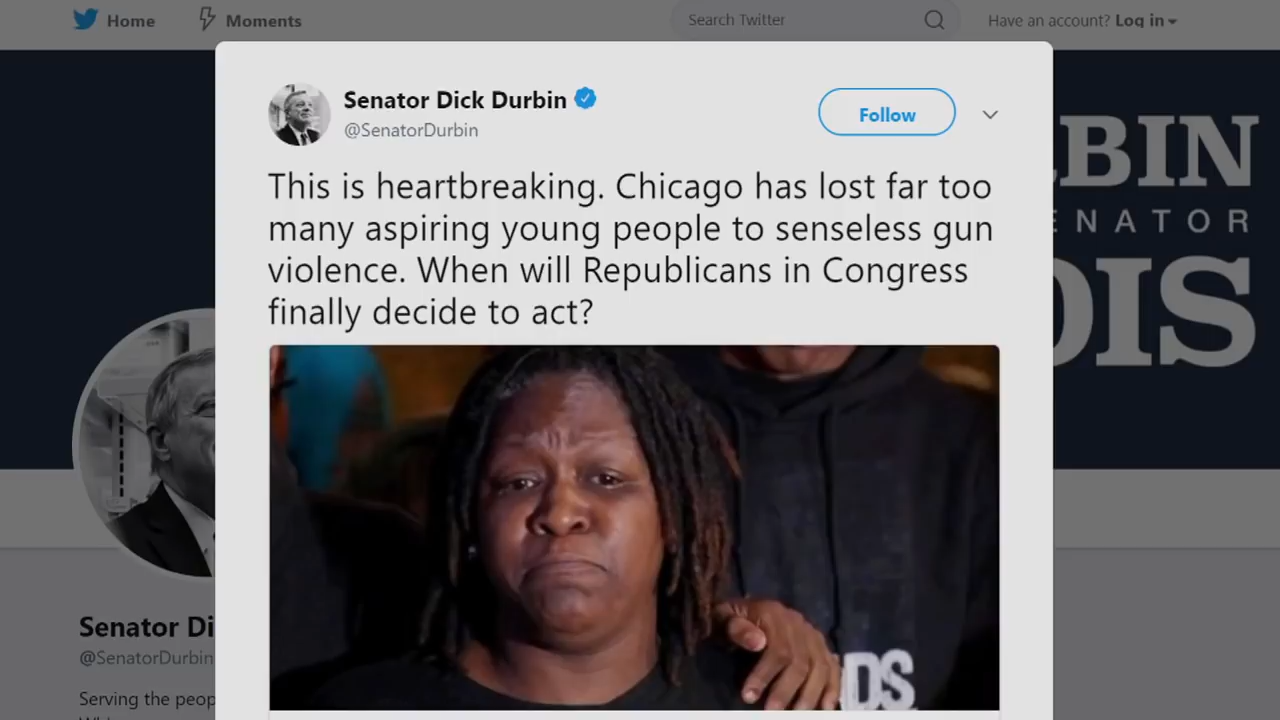 Home
Moments
Search Twitter
Have an account? Log in
BIN
ENATOR
OIS
Senator Dick Durbin
@SenatorDurbin
Follow
This is heartbreaking. Chicago has lost far too
many aspiring young people to senseless gun
violence. When will Republicans in Congress
finally decide to act?
DS
Senator Di
@SenatorDurbin
Serving the peop